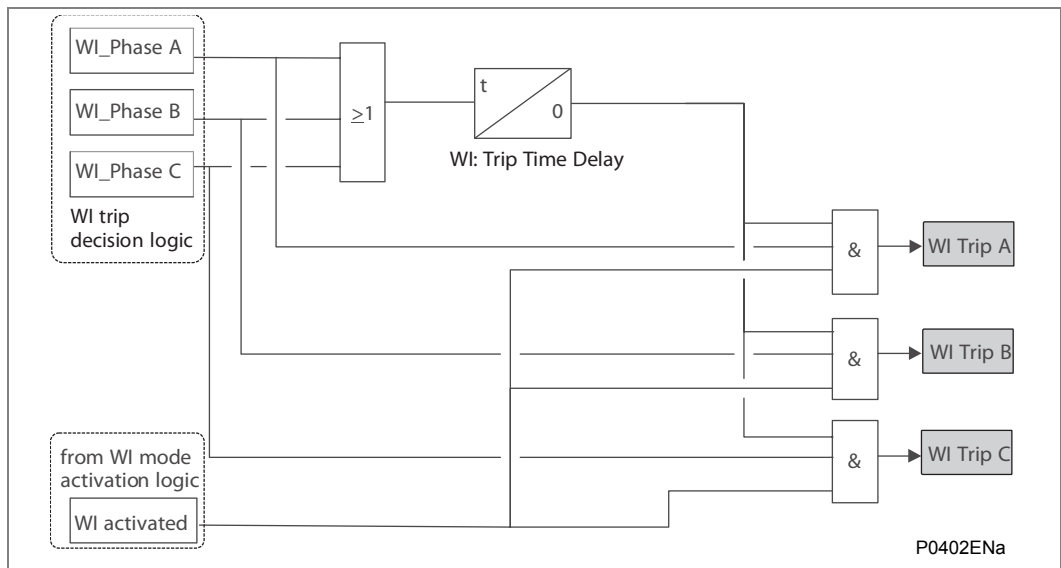 WI_Phase A
WI_Phase B
WI_Phase C
WI trip
decision logic
≥1
t
0
WI: Trip Time Delay
&
WI Trip A
&
WI Trip B
&
WI Trip C
from WI mode
activation logic
WI activated
P0402ENa